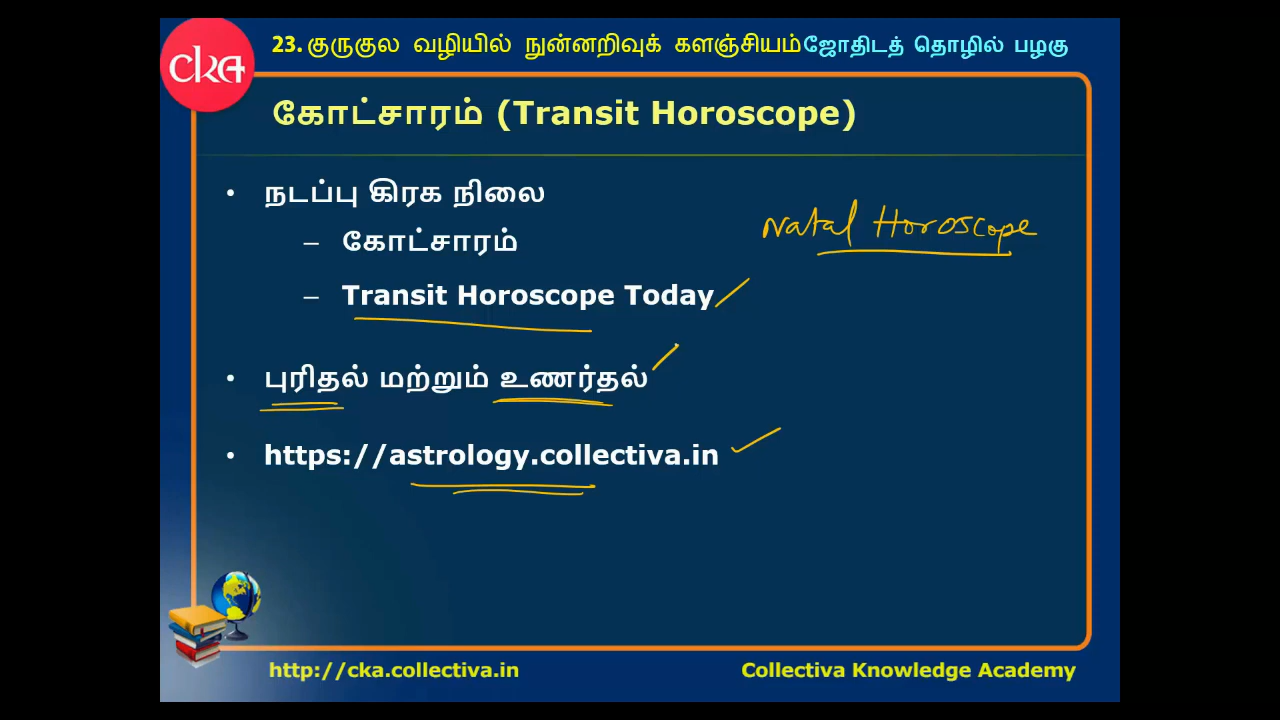 cka
23. குருகுல வழியில் நுன்னறிவுக் களஞ்சியம் ஜோதிடத் தொழில் பழகு
கோட்சாரம் (Transit Horoscope)
• நடப்பு கிரக நிலை
– கோட்சாரம்
Natal Horoscope
– Transit Horoscope Today
• புரிதல் மற்றும் உணர்தல்
• https://astrology.collectiva.in
http://cka.collectiva.in
Collectiva Knowledge Academy